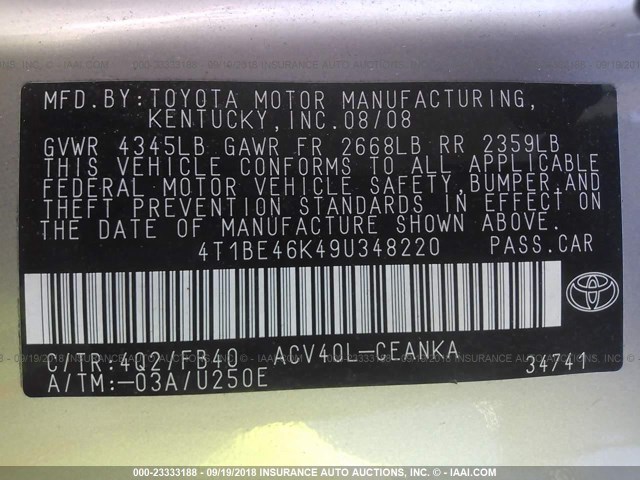 MFD.BY:TOYOTA MOTOR MANUFACTURING,
KENTUCKY,INC.08/08
GVWR 4345LB GAWR FR 2668LB RR 2359LB
THIS VEHICLE CONFORMS TO ALL APPLICABLE
FEDERAL MOTOR VEHICLE SAFETY,BUMPER,AND
THEFT PREVENTION STANDARDS IN EFFECT ON
THE DATE OF MANUFACTURE SHOWN ABOVE.
4T1BE46K49U348220 PASS.CAR
C/TR:4Q2/FB40 ACV40L-CEANKA
A/TM:-03A/U250E 34741
000-23333188 - 09/19/2018 INSURANCE AUTO AUCTIONS - IAAI.COM